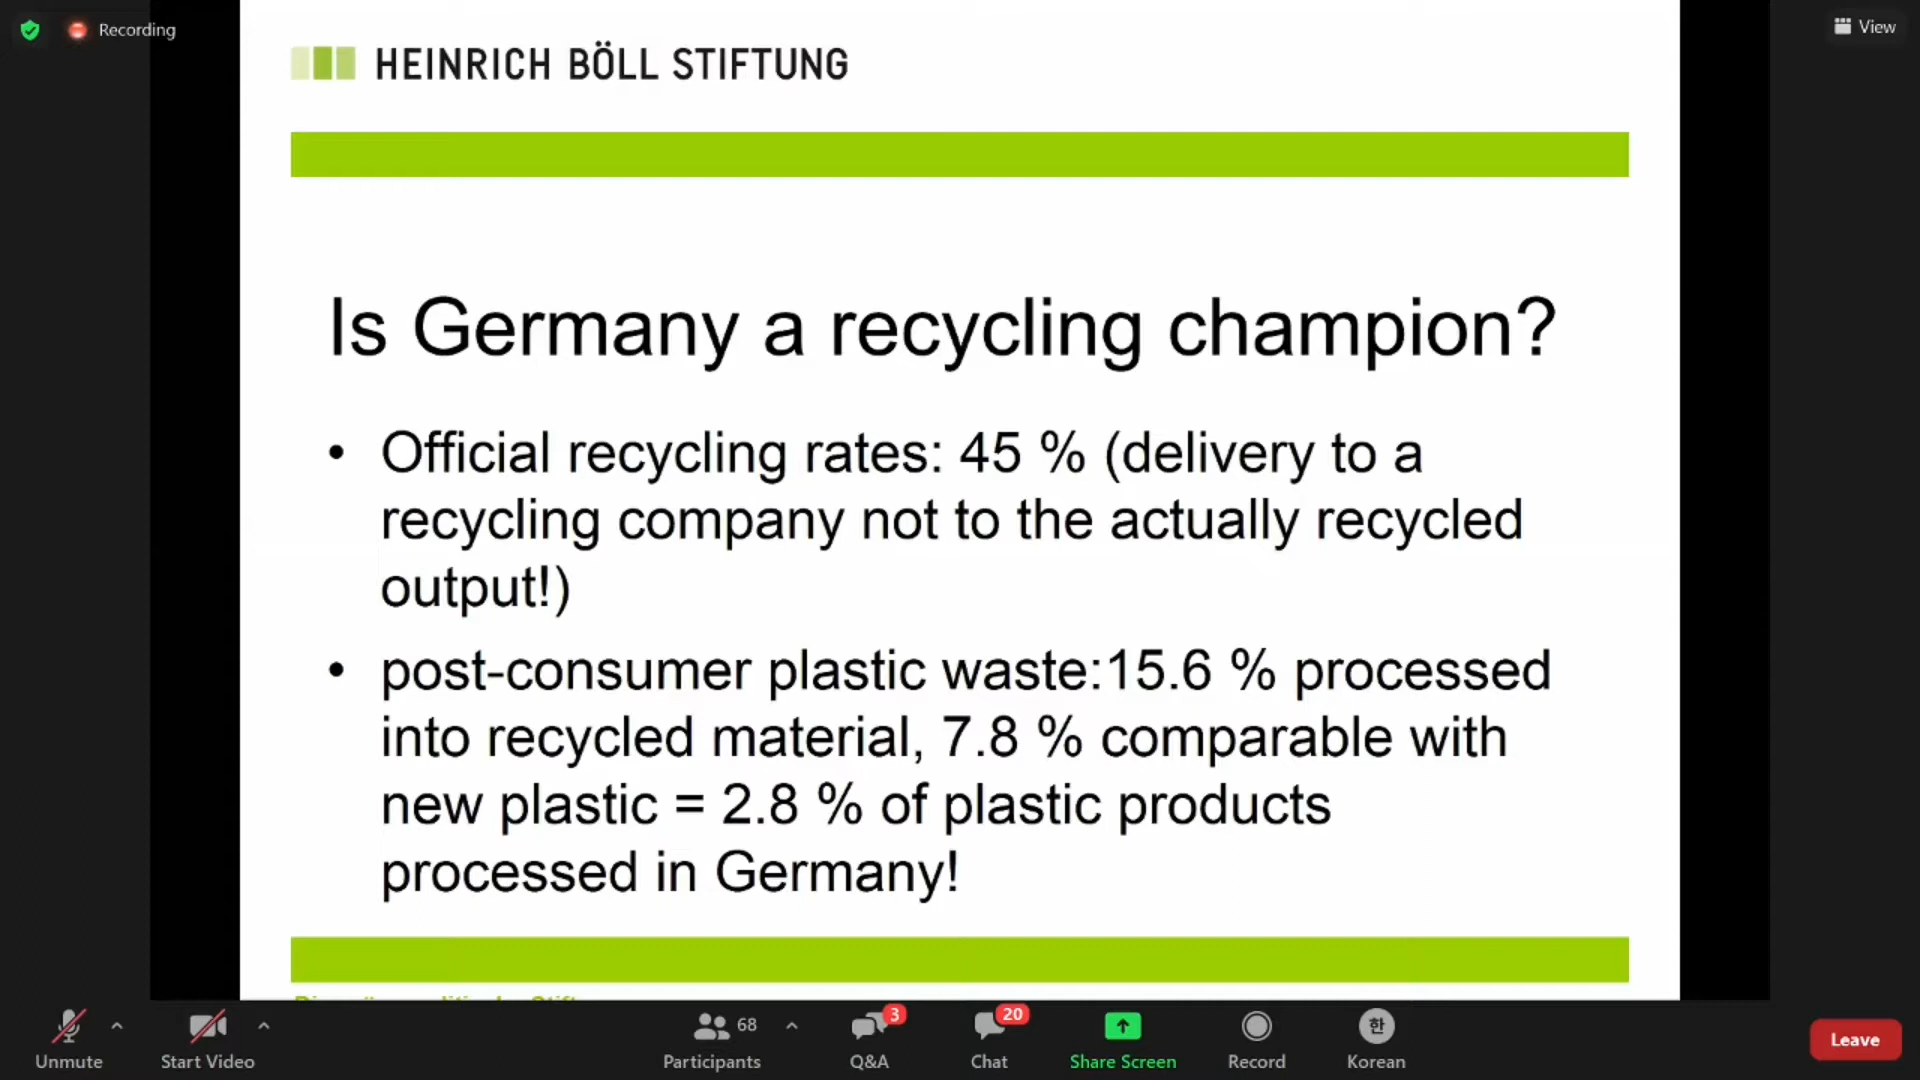 Recording
View
HEINRICH BÖLL STIFTUNG
Is Germany a recycling champion?
• Official recycling rates: 45 % (delivery to a
recycling company not to the actually recycled
output!)
• post-consumer plastic waste:15.6 % processed
into recycled material, 7.8 % comparable with
new plastic = 2.8 % of plastic products
processed in Germany!
68
3
20
한
Unmute
Start Video
Participants
Q&A
Chat
Share Screen
Record
Korean
Leave